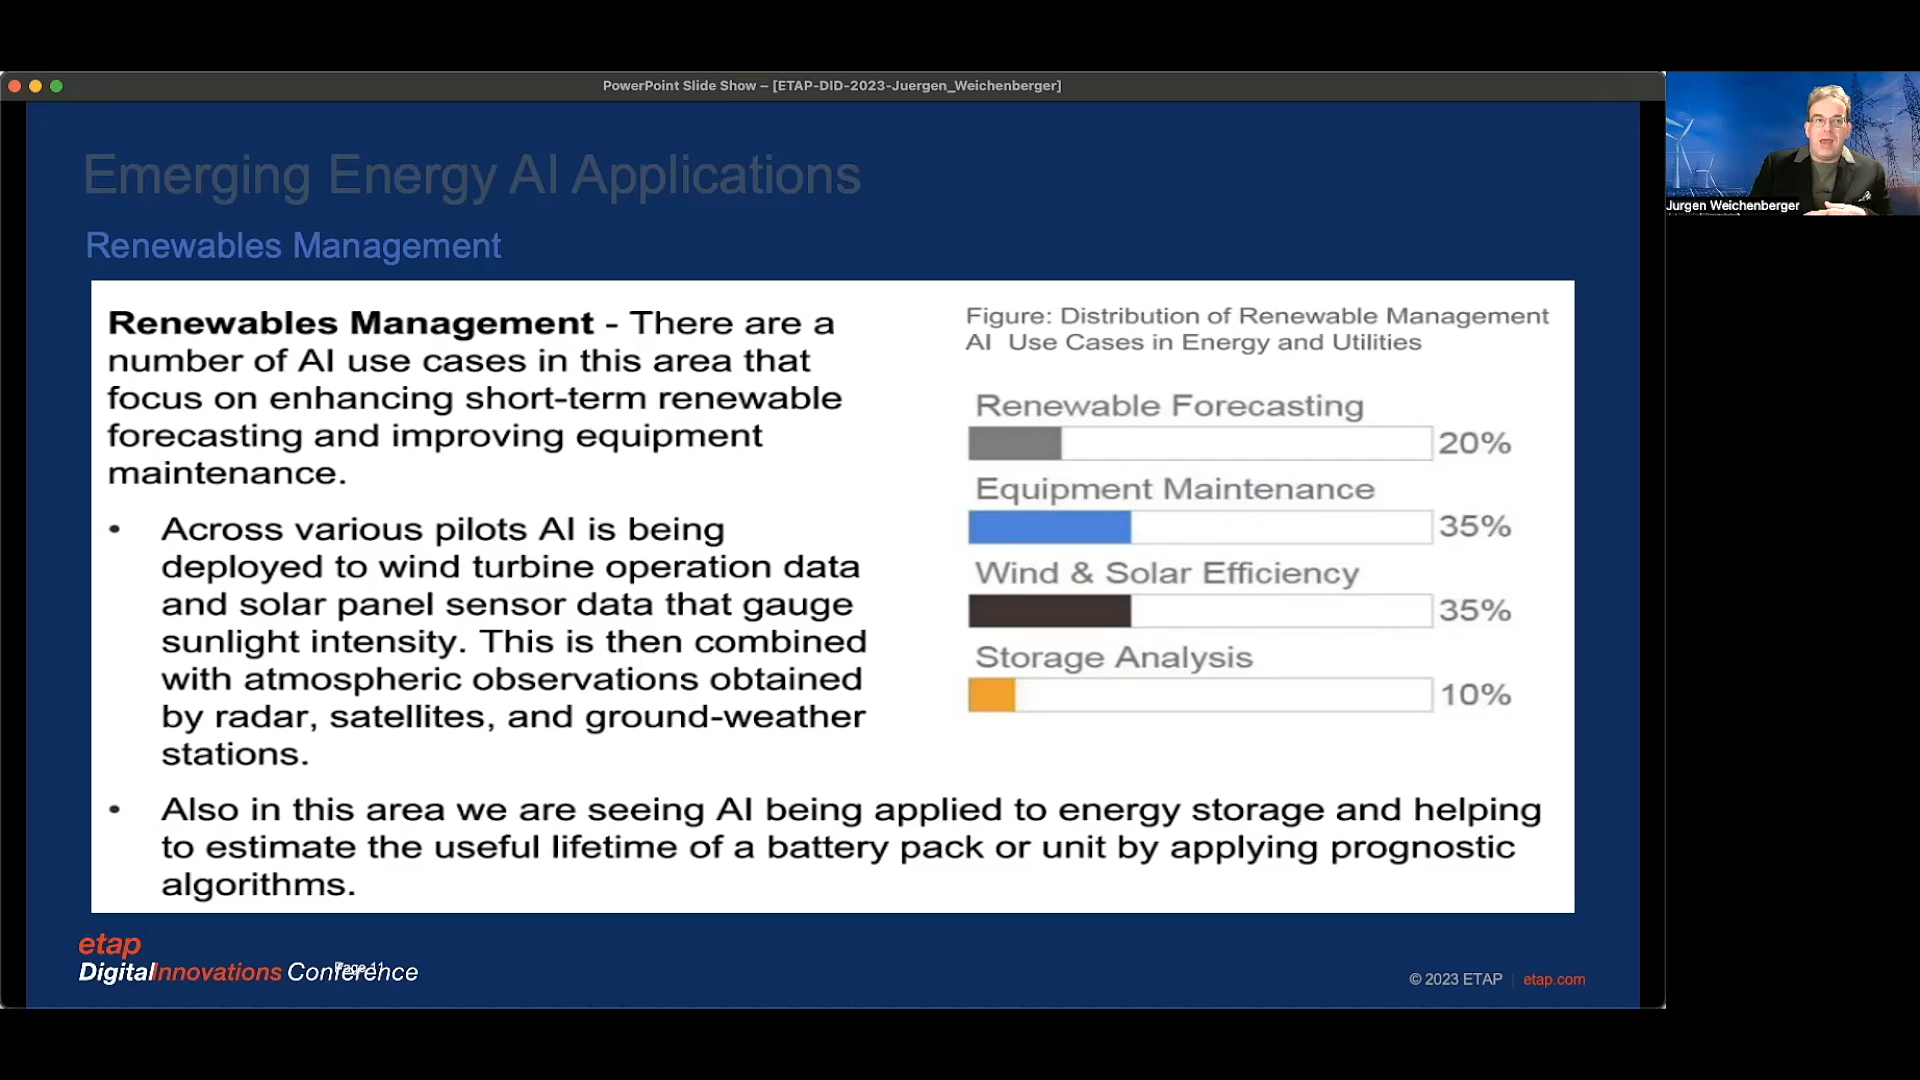 PowerPoint Slide Show – [ETAP-DID-2023-Juergen_Weichenberger]
Jurgen Weichenberger
Emerging Energy AI Applications
Renewables Management
Renewables Management - There are a
number of AI use cases in this area that
focus on enhancing short-term renewable
forecasting and improving equipment
maintenance.
• Across various pilots AI is being
deployed to wind turbine operation data
and solar panel sensor data that gauge
sunlight intensity. This is then combined
with atmospheric observations obtained
by radar, satellites, and ground-weather
stations.
• Also in this area we are seeing AI being applied to energy storage and helping
to estimate the useful lifetime of a battery pack or unit by applying prognostic
algorithms.
Figure: Distribution of Renewable Management
AI Use Cases in Energy and Utilities
Renewable Forecasting
20%
Equipment Maintenance
35%
Wind & Solar Efficiency
35%
Storage Analysis
10%
etap
DigitalInnovations Conference
Page 11
© 2023 ETAP | etap.com